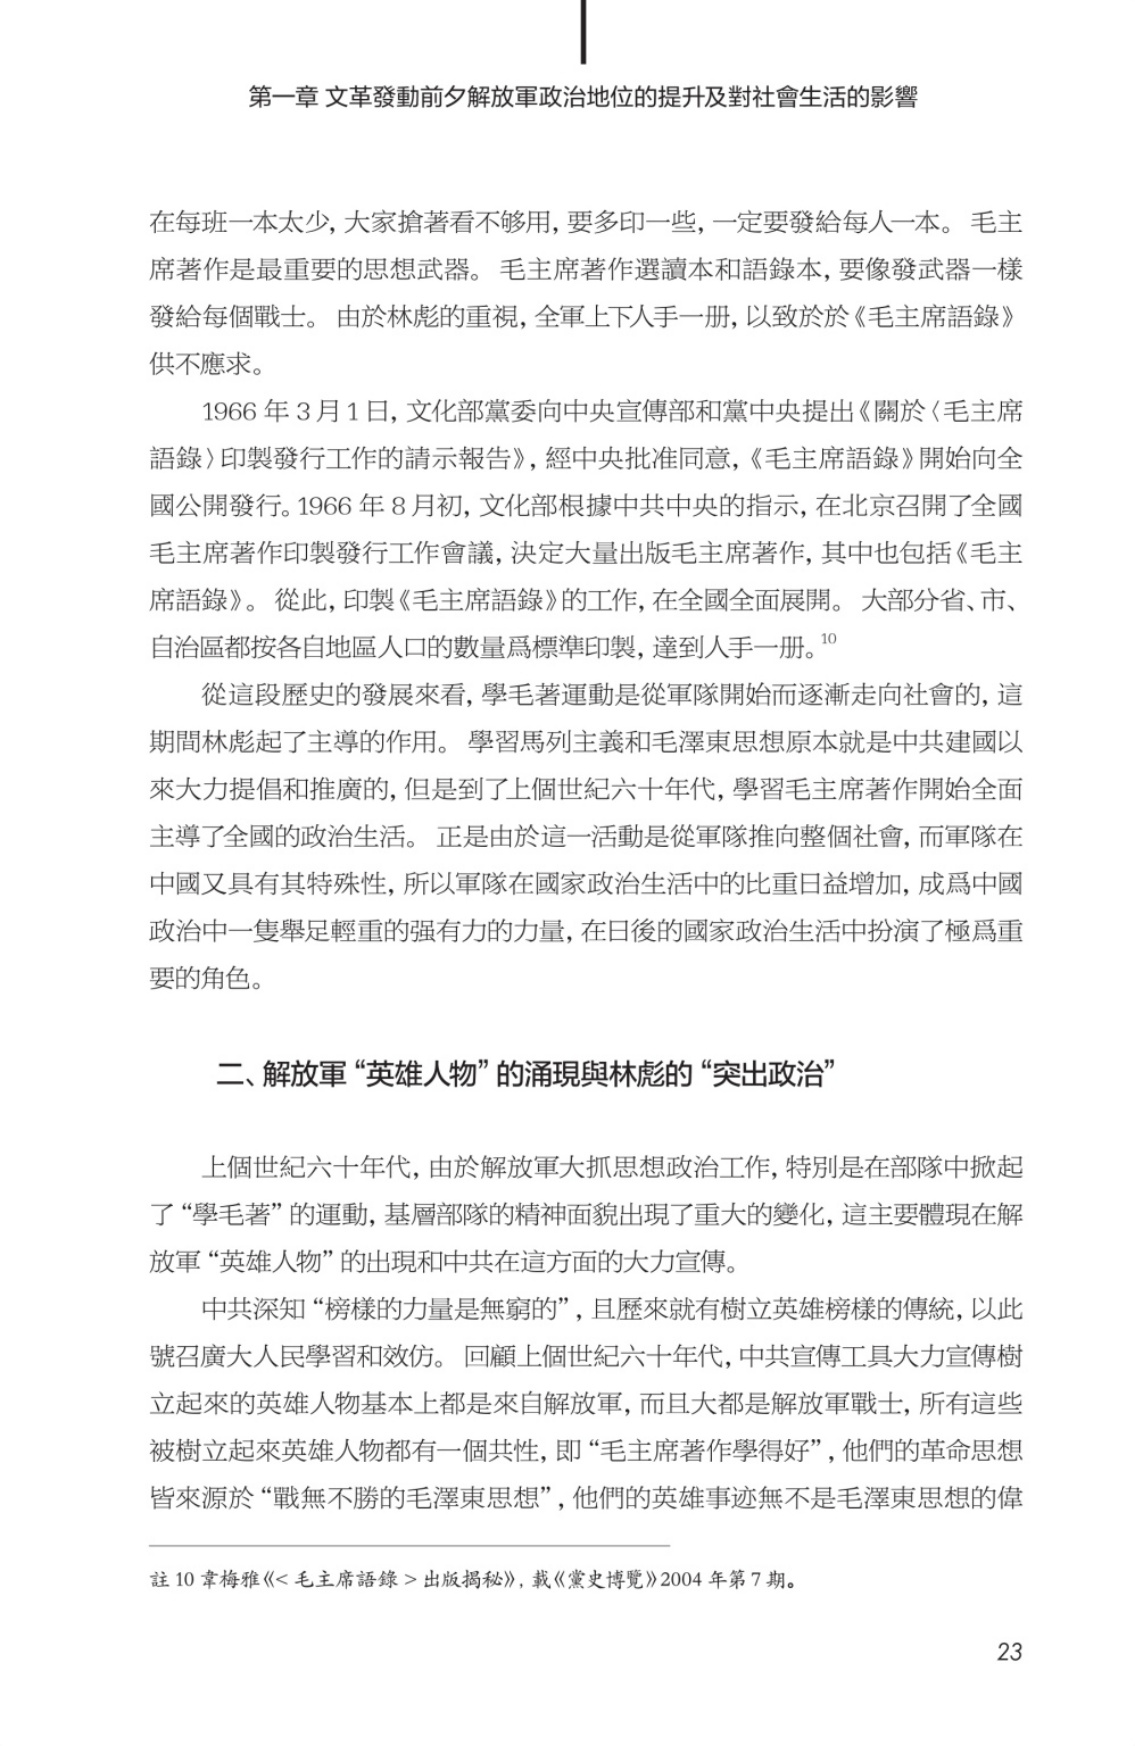 第一章 文革發動前夕解放軍政治地位的提升及對社會生活的影響
在每班一本太少, 大家搶著看不够用, 要多印一些, 一定要發給每人一本。 毛主
席著作是最重要的思想武器。 毛主席著作選讀本和語錄本, 要像發武器一樣
發給每個戰士。 由於林彪的重視, 全軍上下人手一册, 以致於於《毛主席語錄》
供不應求。
1966 年 3 月 1 日, 文化部黨委向中央宣傳部和黨中央提出《關於〈毛主席
語錄〉印製發行工作的請示報告》, 經中央批准同意,《毛主席語錄》開始向全
國公開發行。1966 年 8 月初, 文化部根據中共中央的指示, 在北京召開了全國
毛主席著作印製發行工作會議, 決定大量出版毛主席著作, 其中也包括《毛主
席語錄》。 從此, 印製《毛主席語錄》的工作, 在全國全面展開。 大部分省、市、
自治區都按各自地區人口的數量爲標準印製, 達到人手一册。10
從這段歷史的發展來看, 學毛著運動是從軍隊開始而逐漸走向社會的, 這
期間林彪起了主導的作用。 學習馬列主義和毛澤東思想原本就是中共建國以
來大力提倡和推廣的, 但是到了上個世紀六十年代, 學習毛主席著作開始全面
主導了全國的政治生活。 正是由於這一活動是從軍隊推向整個社會, 而軍隊在
中國又具有其特殊性, 所以軍隊在國家政治生活中的比重日益增加, 成爲中國
政治中一隻舉足輕重的强有力的力量, 在日後的國家政治生活中扮演了極爲重
要的角色。
二、解放軍 “英雄人物” 的涌現與林彪的 “突出政治”
上個世紀六十年代, 由於解放軍大抓思想政治工作, 特別是在部隊中掀起
了 “學毛著” 的運動, 基層部隊的精神面貌出現了重大的變化, 這主要體現在解
放軍 “英雄人物” 的出現和中共在這方面的大力宣傳。
中共深知 “榜樣的力量是無窮的” , 且歷來就有樹立英雄榜樣的傳統, 以此
號召廣大人民學習和效仿。 回顧上個世紀六十年代, 中共宣傳工具大力宣傳樹
立起來的英雄人物基本上都是來自解放軍, 而且大都是解放軍戰士, 所有這些
被樹立起來英雄人物都有一個共性, 即 “毛主席著作學得好” , 他們的革命思想
皆來源於 “戰無不勝的毛澤東思想” , 他們的英雄事迹無不是毛澤東思想的偉
註 10 韋梅雅《< 毛主席語錄 > 出版揭秘》, 載《黨史博覽》2004 年第 7 期。
23